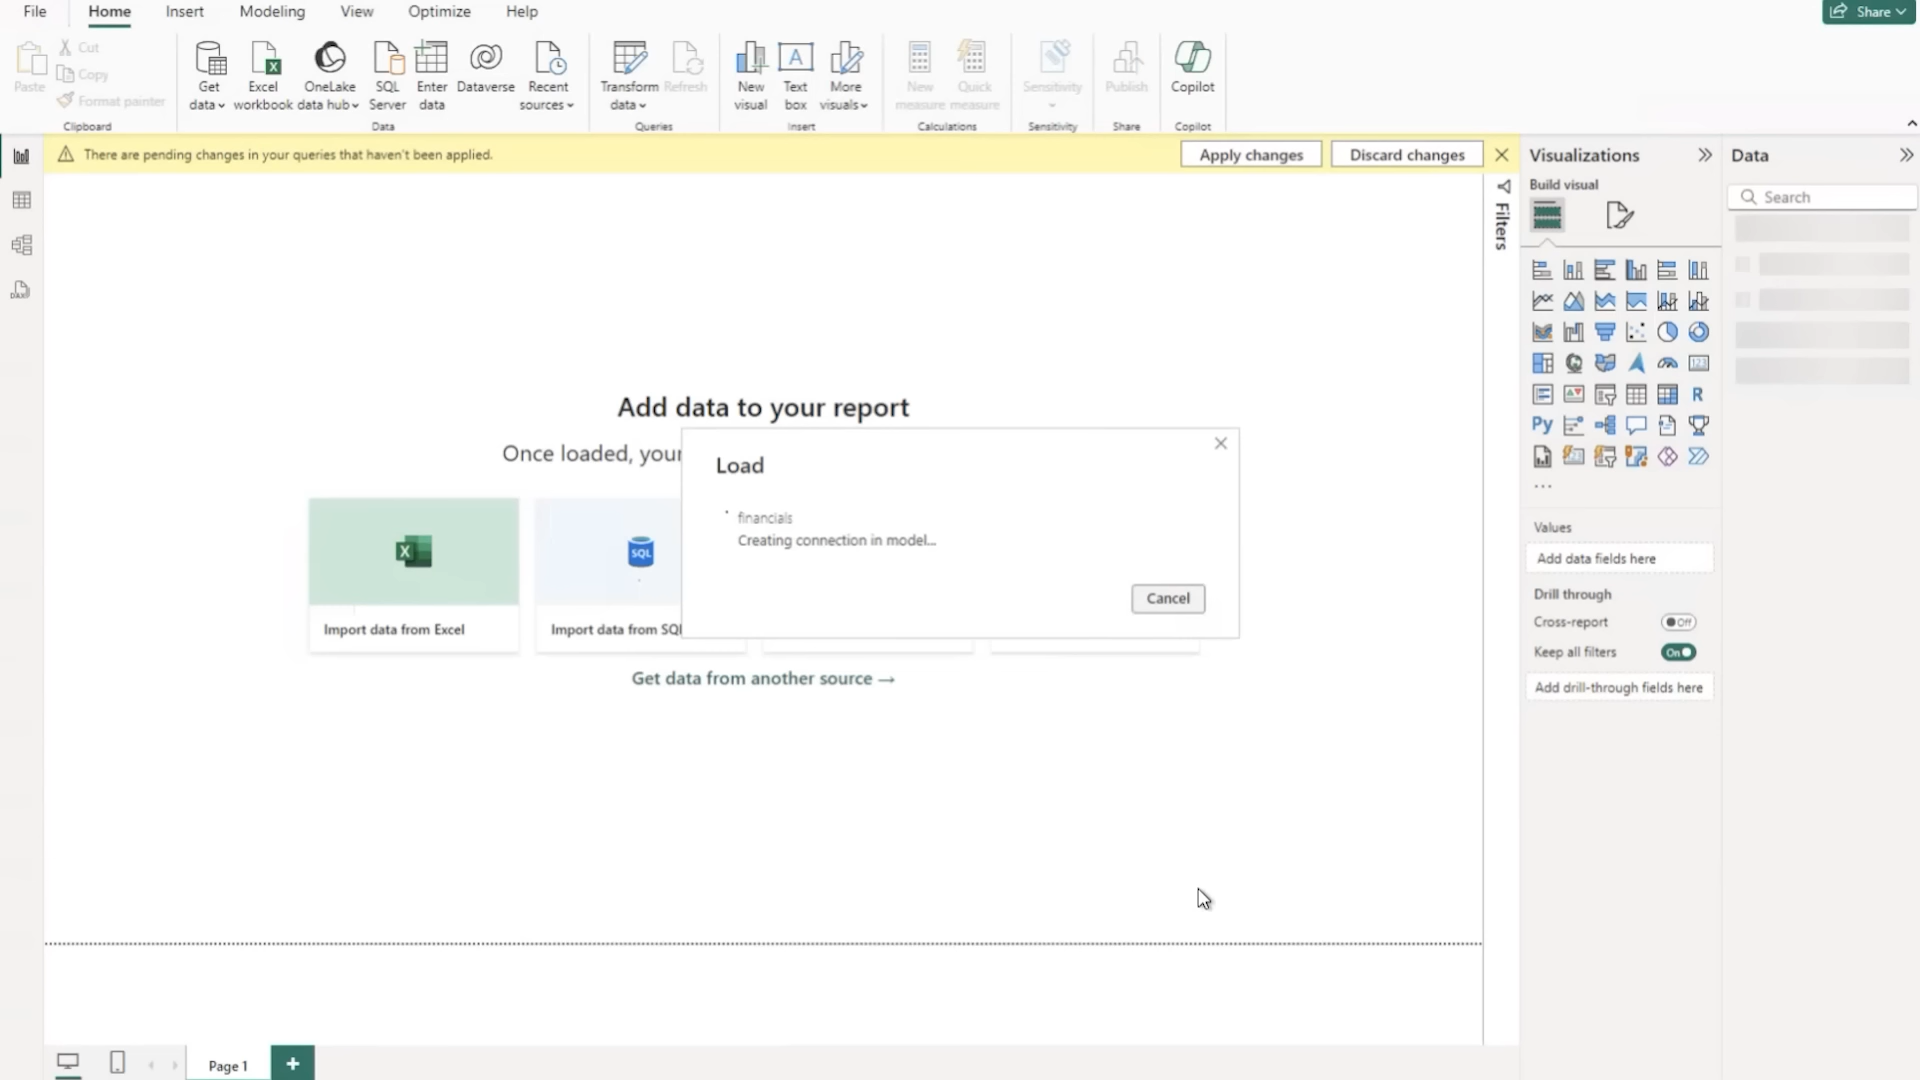 File Home Insert Modeling View Optimize Help Share
Paste
Cut
Copy
Format painter
Clipboard
Get data
Excel workbook
OneLake data hub
SQL Server
Enter data
Dataverse
Recent sources
Data
Transform data
Refresh
Queries
New visual
Text box
More visuals
Insert
New measure
Quick measure
Calculations
Sensitivity
Sensitivity
Publish
Share
Copilot
Copilot
There are pending changes in your queries that haven't been applied.
Apply changes
Discard changes
Filters
Add data to your report
Once loaded, your
Load
financials
Creating connection in model...
Cancel
Import data from Excel
SQL
Import data from SQL
Get data from another source →
Visualizations
Build visual
123
R
Py
...
Values
Add data fields here
Drill through
Cross-report Off
Keep all filters On
Add drill-through fields here
Data
Search
DAX
Page 1
+